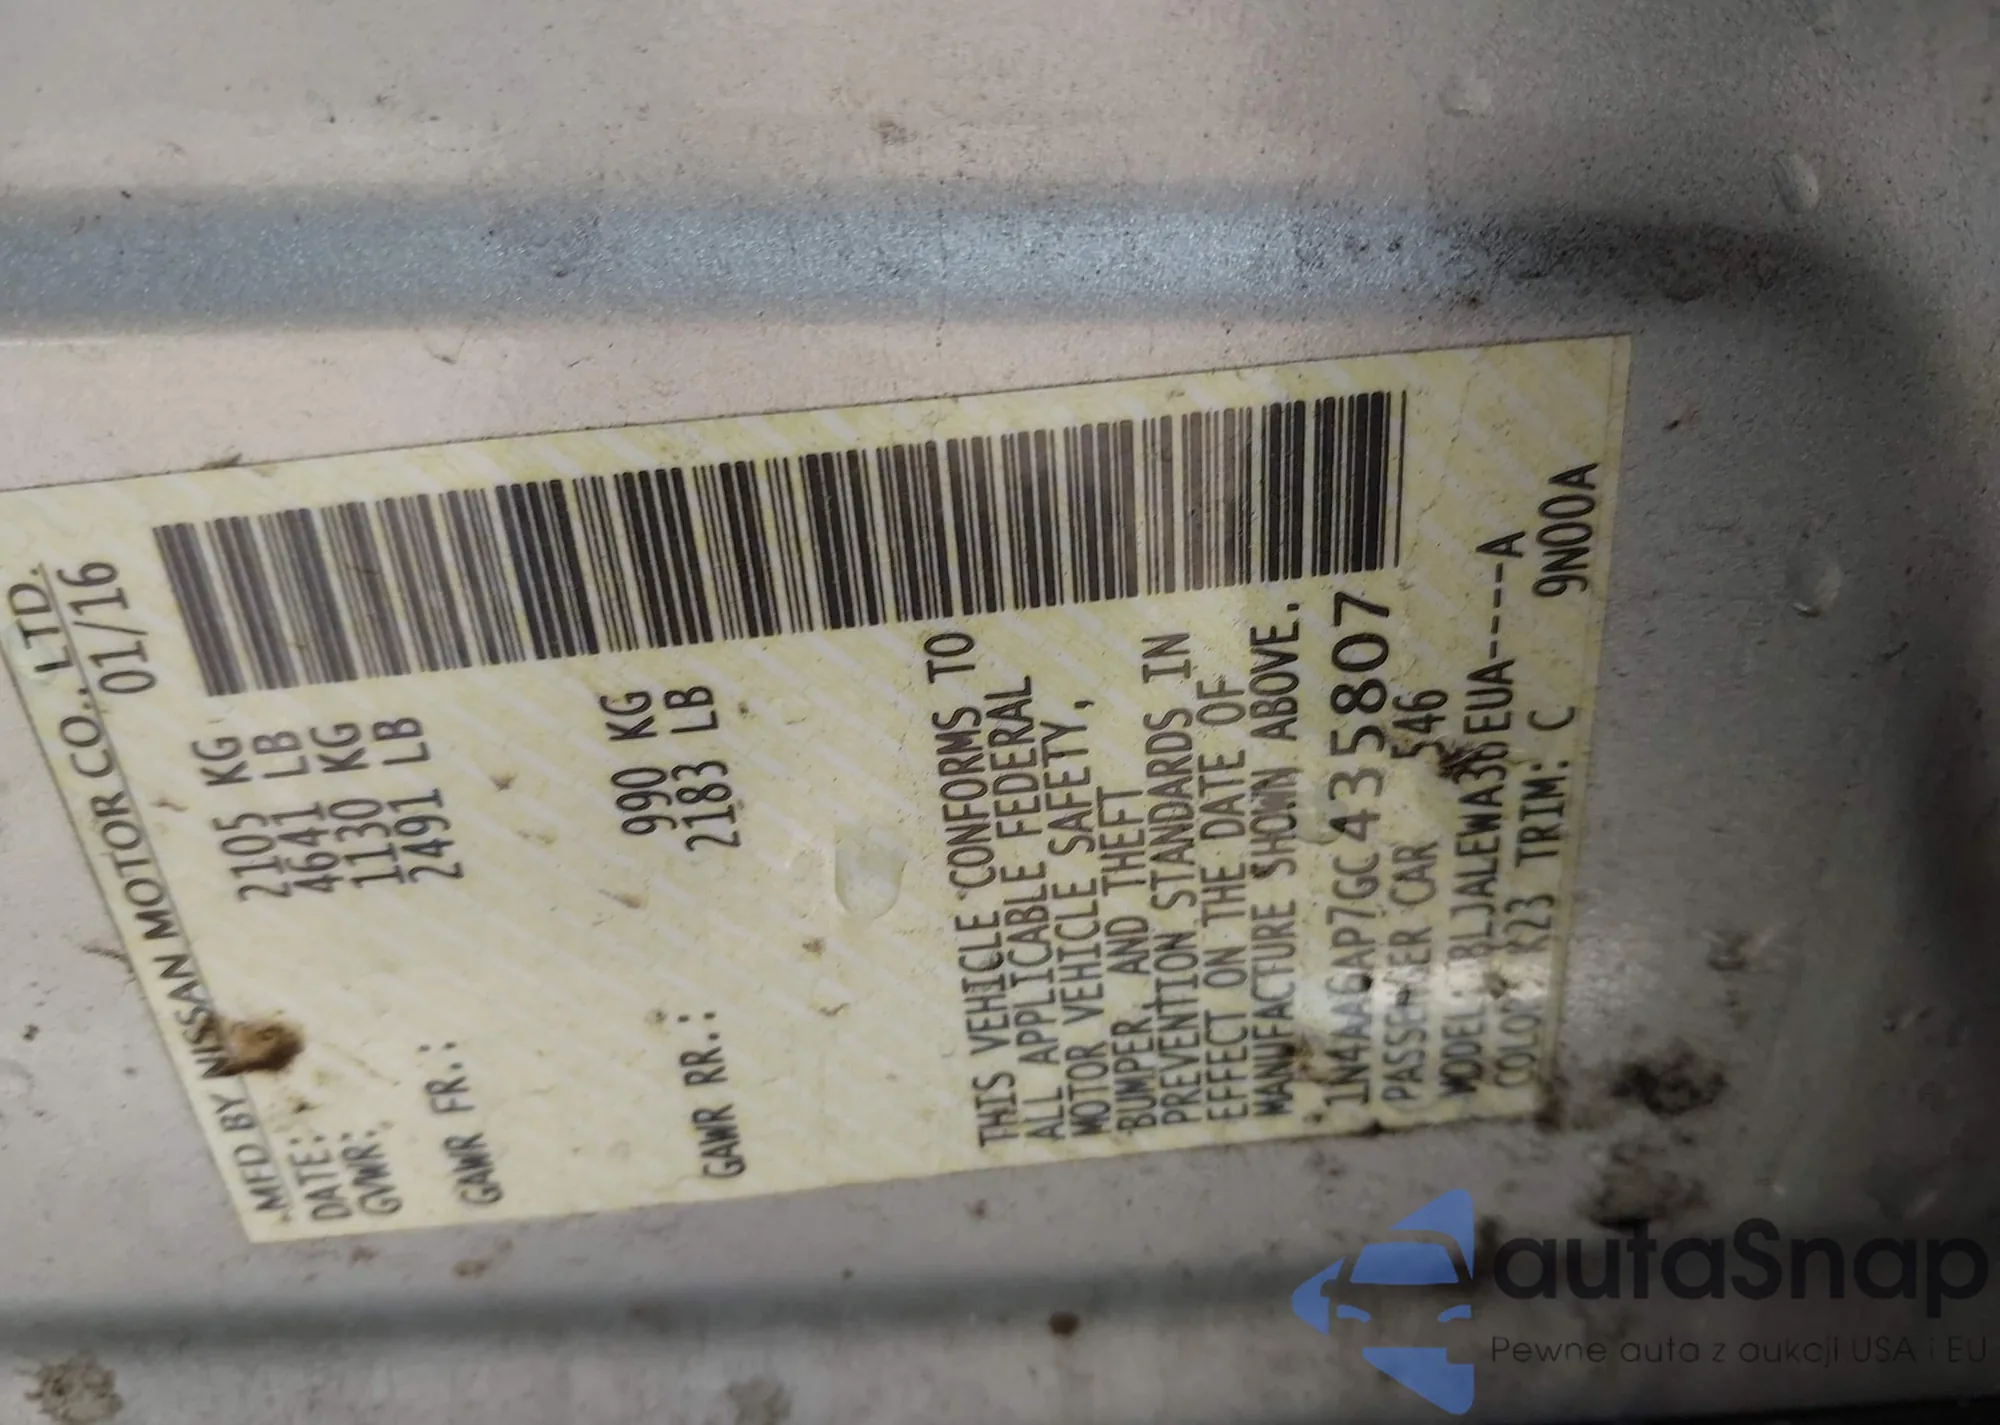 MFD BY NISSAN MOTOR CO., LTD.
DATE: 01/16
GVWR: 2105 KG
4641 LB
GAWR FR.: 1130 KG
2491 LB
GAWR RR.: 990 KG
2183 LB
THIS VEHICLE CONFORMS TO
ALL APPLICABLE FEDERAL
MOTOR VEHICLE SAFETY,
BUMPER, AND THEFT
PREVENTION STANDARDS IN
EFFECT ON THE DATE OF
MANUFACTURE SHOWN ABOVE.
1N4AA6AP7GC435807
PASSENGER CAR 546
COLOR: K23 TRIM: C 9N00A
autaSnap
Pewne auta z aukcji USA i EU